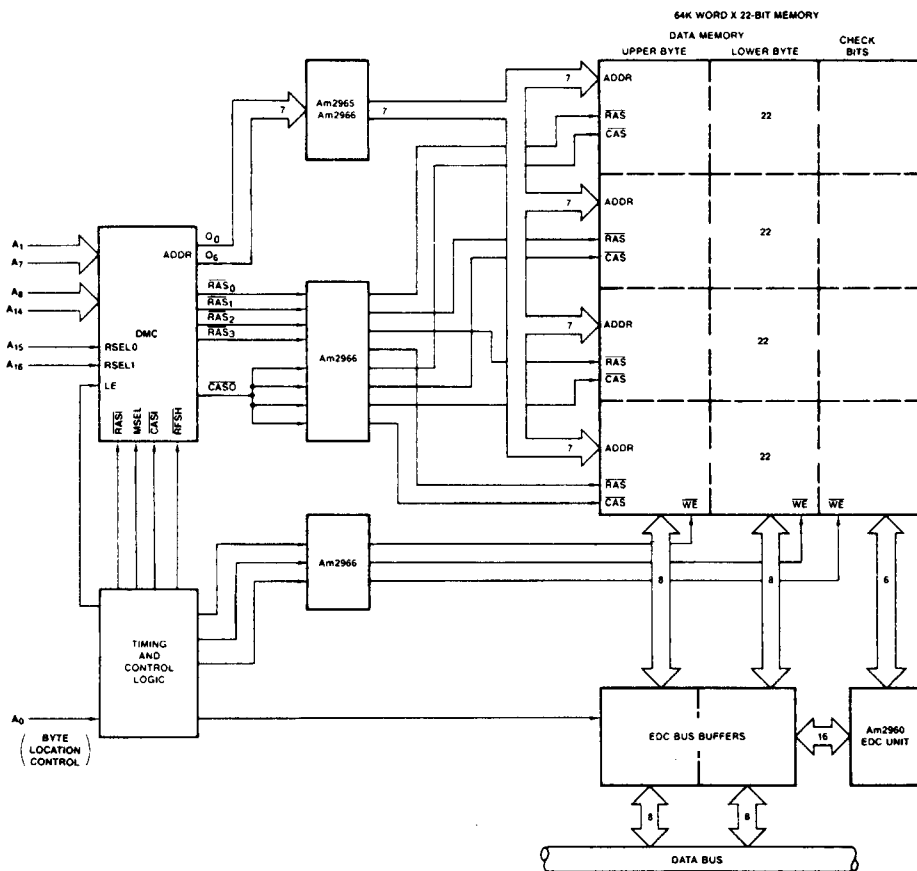 64K WORD X 22-BIT MEMORY
DATA MEMORY
UPPER BYTE
LOWER BYTE
CHECK
BITS
Am2965
Am2966
7
7
7
ADDR
RAS
CAS
22
7
ADDR
RAS
CAS
22
7
ADDR
RAS
CAS
22
7
ADDR
RAS
CAS
22
WE
WE
WE
A1
A7
A8
A14
A15
A16
ADDR
DMC
RSEL0
RSEL1
LE
RASI
MSEL
CASI
RFSH
O0
O6
RAS0
RAS1
RAS2
RAS3
CASO
Am2966
Am2966
TIMING
AND
CONTROL
LOGIC
A0
(BYTE
LOCATION
CONTROL)
8
8
6
EDC BUS BUFFERS
16
Am2960
EDC UNIT
8
8
DATA BUS